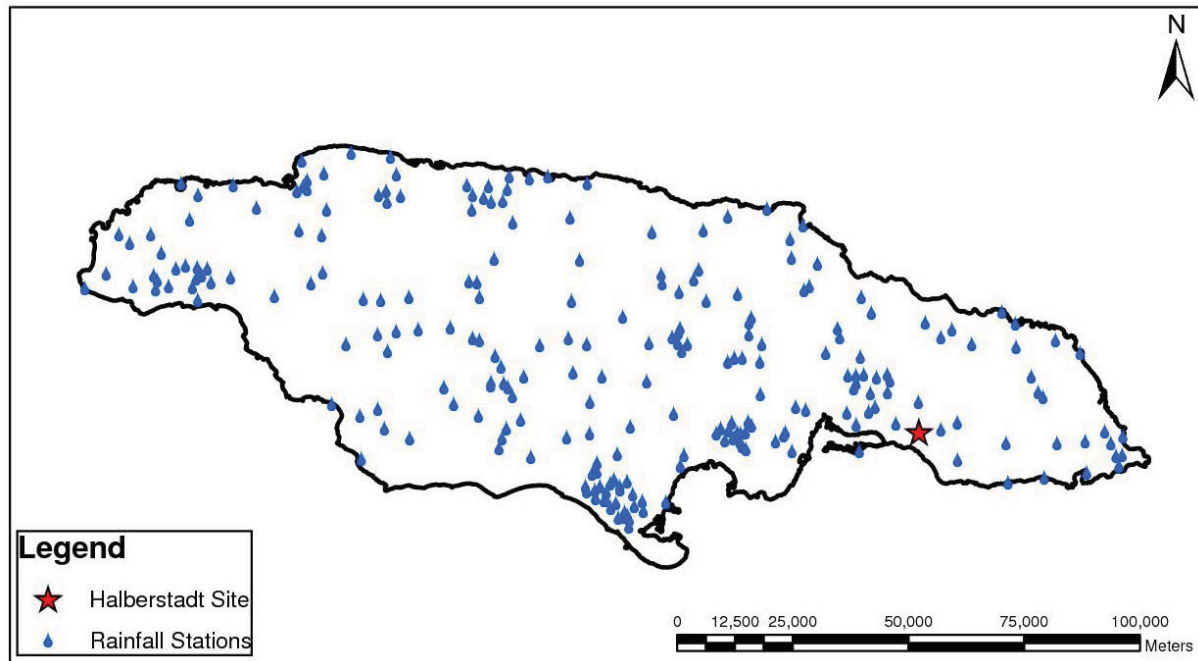 N
Legend
Halberstadt Site
Rainfall Stations
0 12,500 25,000 50,000 75,000 100,000
Meters